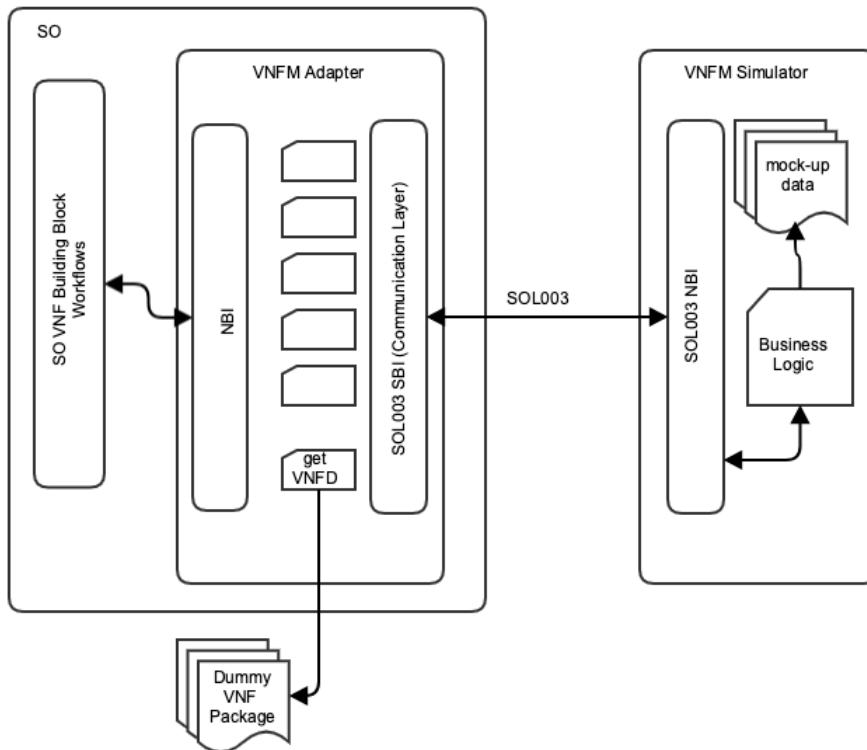 SO
VNFM Adapter
VNFM Simulator
SO VNF Building Block
Workflows
NBI
get
VNFD
SOL003 SBI (Communication Layer)
SOL003
SOL003 NBI
mock-up
data
Business
Logic
Dummy
VNF
Package